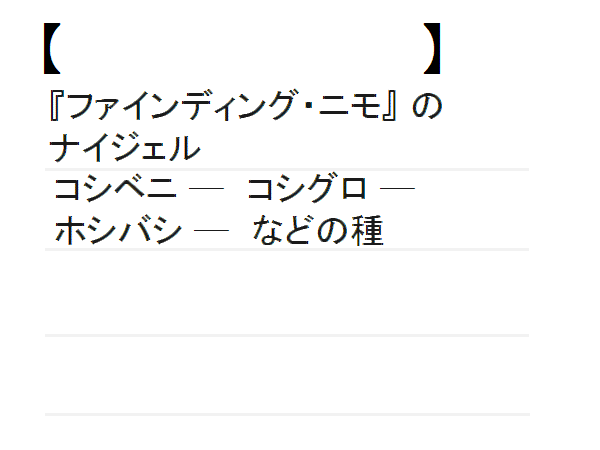 【　　　　　　　　　】
『ファインディング・ニモ』の
ナイジェル
コシベニ ― コシグロ ―
ホシバシ ― などの種